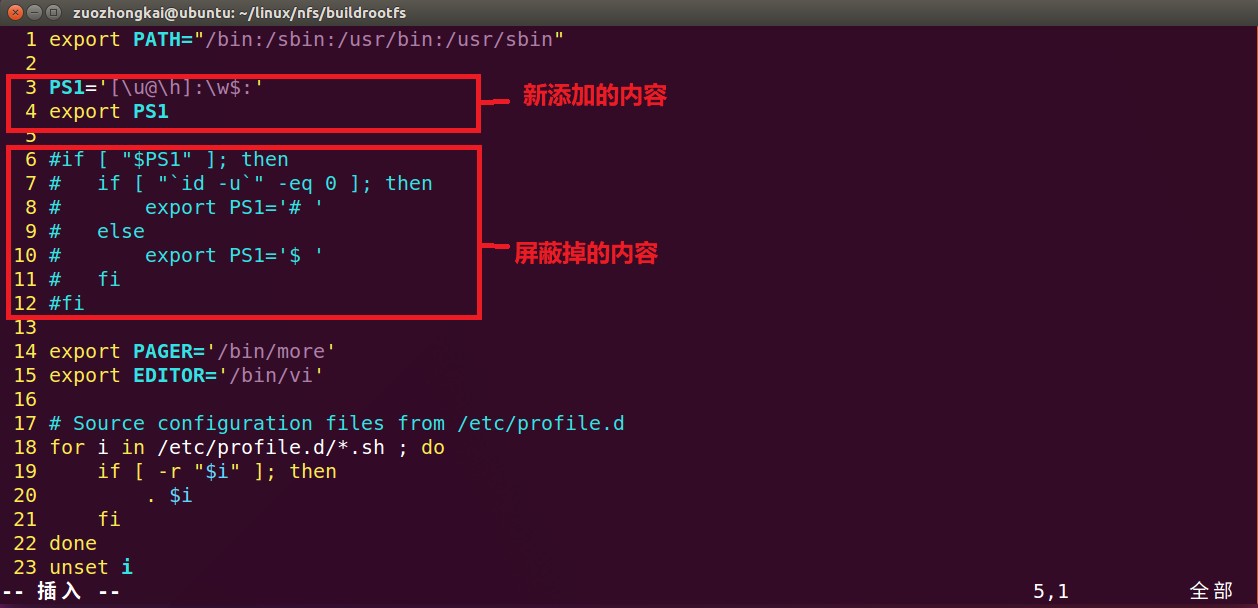 zuozhongkai@ubuntu: ~/linux/nfs/buildrootfs
1 export PATH="/bin:/sbin:/usr/bin:/usr/sbin"
2
3 PS1='[\u@\h]:\w$:'
新添加的内容
4 export PS1
5
6 #if [ "$PS1" ]; then
7 #   if [ "`id -u`" -eq 0 ]; then
8 #       export PS1='# '
9 #   else
10 #       export PS1='$ '
屏蔽掉的内容
11 #   fi
12 #fi
13
14 export PAGER='/bin/more'
15 export EDITOR='/bin/vi'
16
17 # Source configuration files from /etc/profile.d
18 for i in /etc/profile.d/*.sh ; do
19     if [ -r "$i" ]; then
20         . $i
21     fi
22 done
23 unset i
-- 插入 -- 5,1 全部